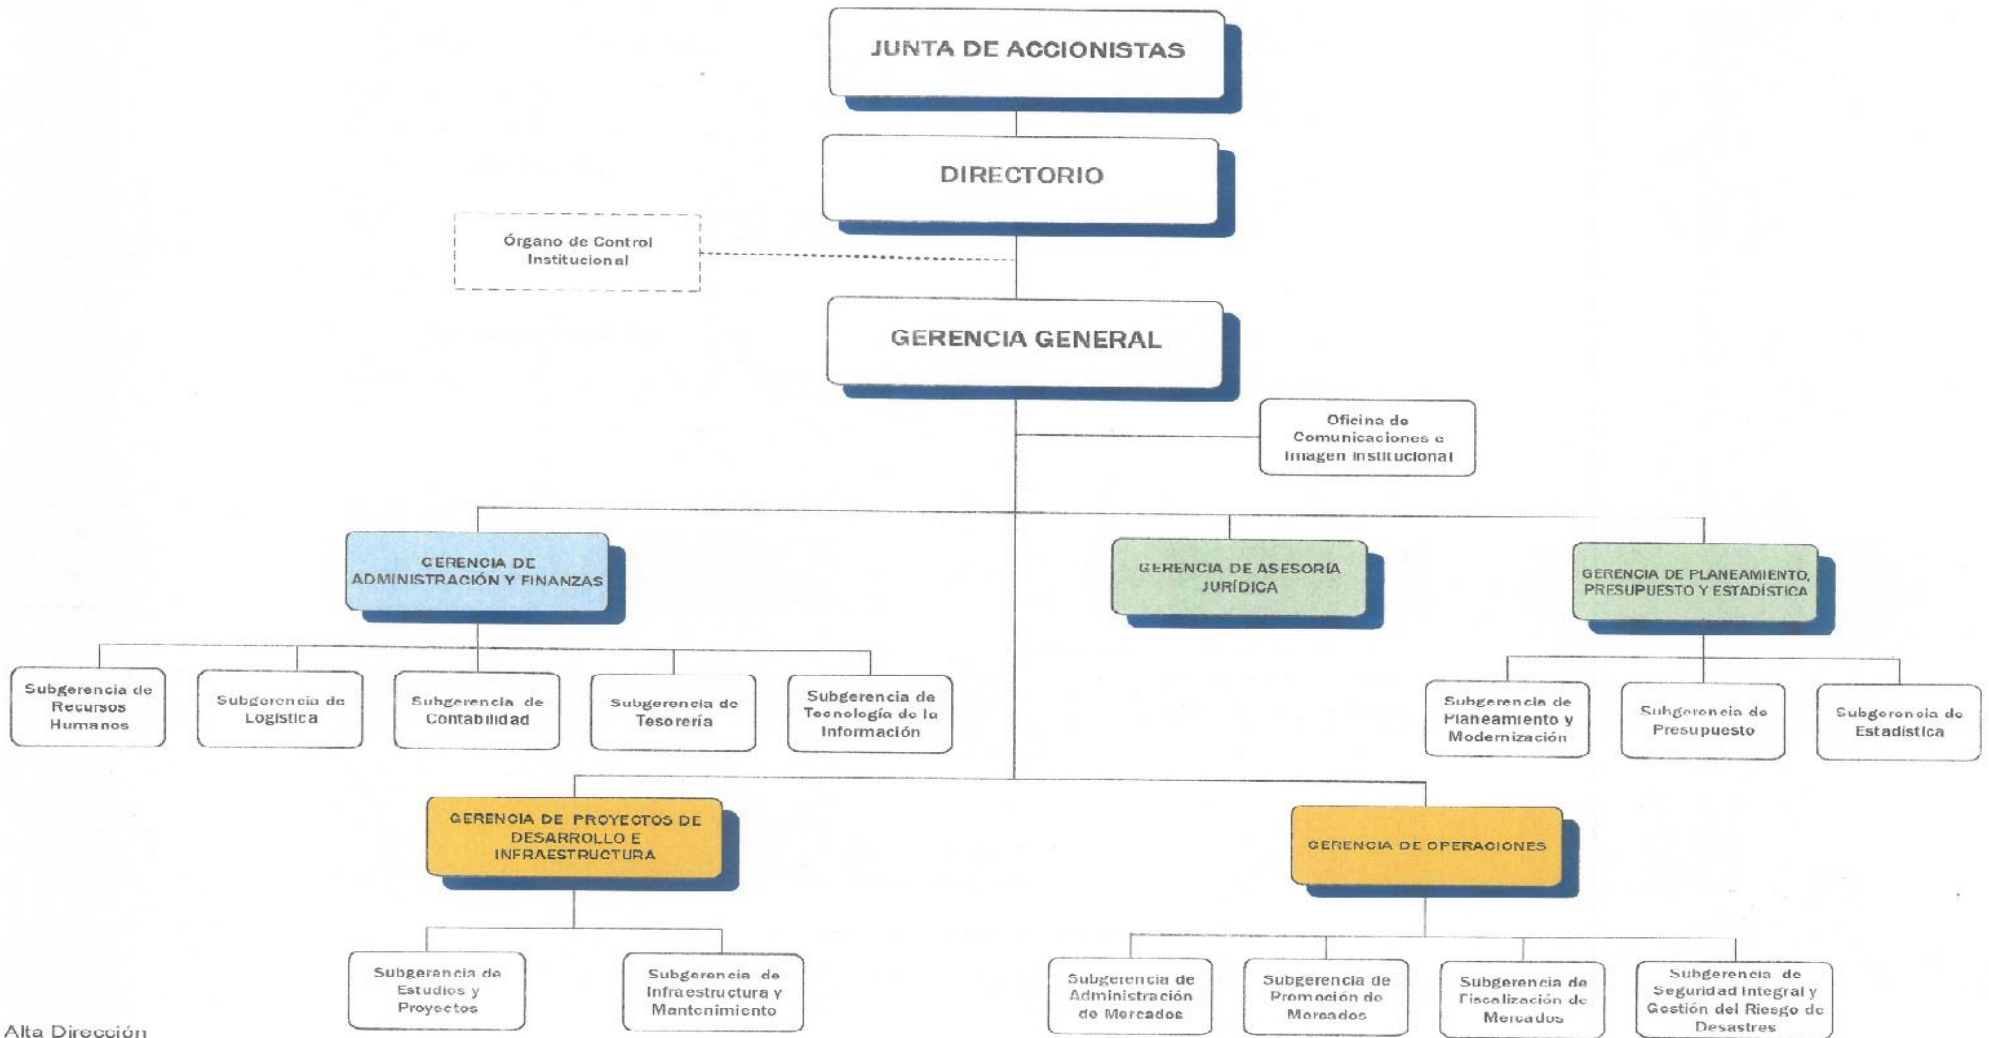 JUNTA DE ACCIONISTAS
DIRECTORIO
Órgano de Control
Institucional
GERENCIA GENERAL
Oficina de
Comunicaciones e
Imagen Institucional
GERENCIA DE
ADMINISTRACIÓN Y FINANZAS
GERENCIA DE ASESORÍA
JURÍDICA
GERENCIA DE PLANEAMIENTO,
PRESUPUESTO Y ESTADÍSTICA
Subgerencia de
Recursos
Humanos
Subgerencia de
Logística
Subgerencia de
Contabilidad
Subgerencia de
Tesorería
Subgerencia de
Tecnología de la
Información
Subgerencia de
Planeamiento y
Modernización
Subgerencia de
Presupuesto
Subgerencia de
Estadística
GERENCIA DE PROYECTOS DE
DESARROLLO E
INFRAESTRUCTURA
GERENCIA DE OPERACIONES
Subgerencia de
Estudios y
Proyectos
Subgerencia de
Infraestructura y
Mantenimiento
Subgerencia de
Administración
de Mercados
Subgerencia de
Promoción de
Mercados
Subgerencia de
Fiscalización de
Mercados
Subgerencia de
Seguridad Integral y
Gestión del Riesgo de
Desastres
Alta Dirección